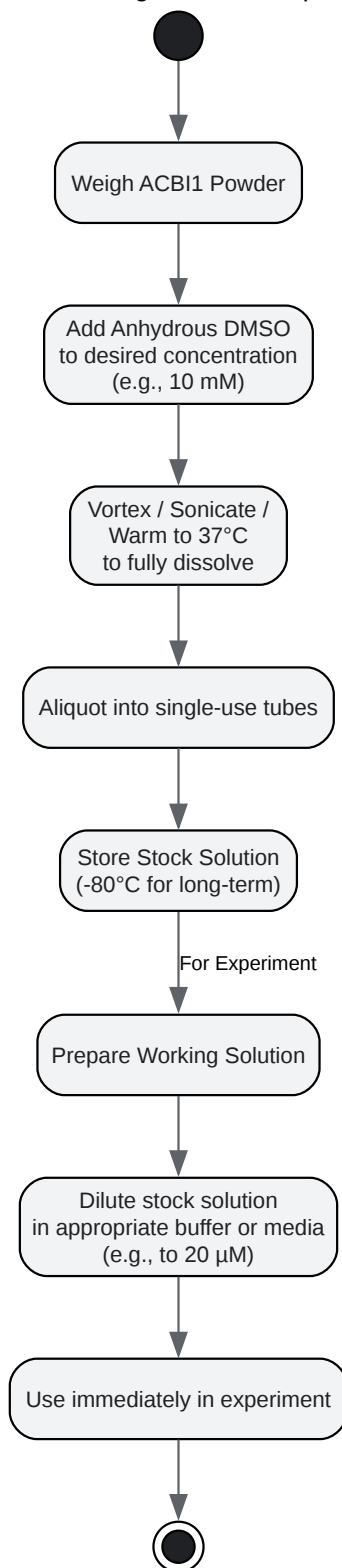 Weigh ACBI1 Powder
Add Anhydrous DMSO
to desired concentration
(e.g., 10 mM)
Vortex / Sonicate /
Warm to 37°C
to fully dissolve
Aliquot into single-use tubes
Store Stock Solution
(-80°C for long-term)
For Experiment
Prepare Working Solution
Dilute stock solution
in appropriate buffer or media
(e.g., to 20 µM)
Use immediately in experiment